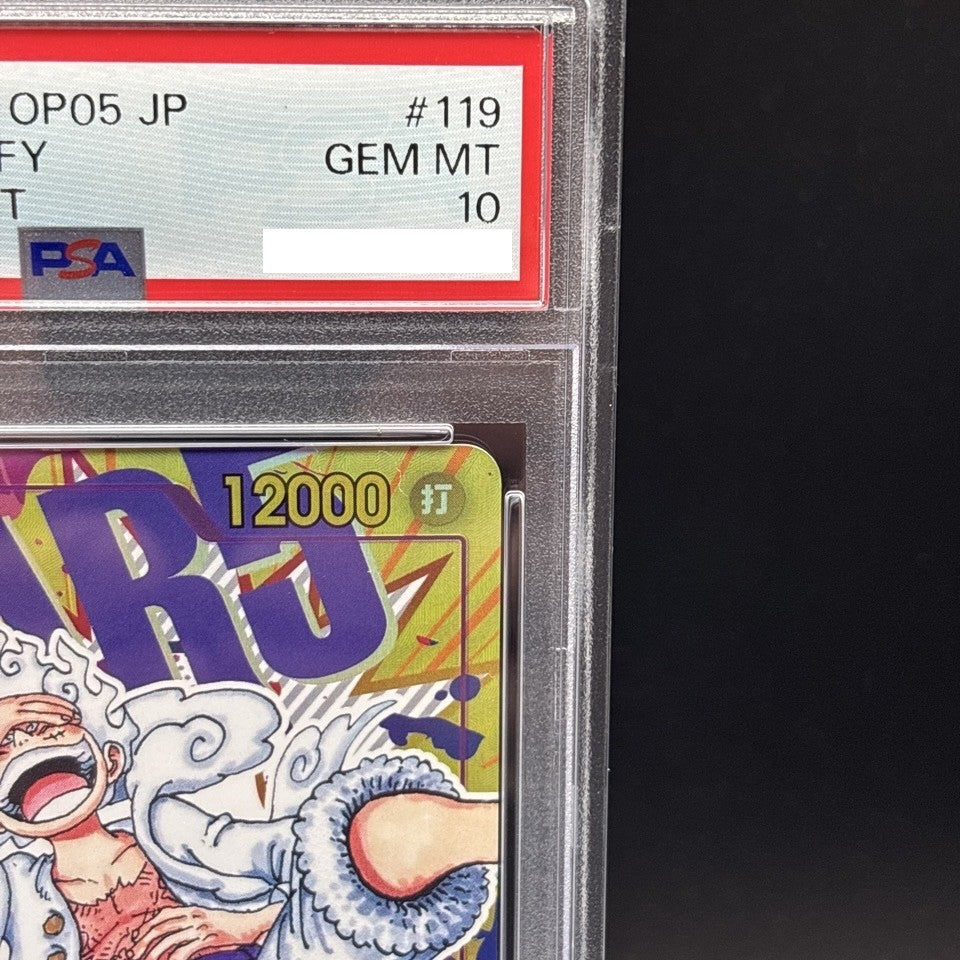 OP05 JP #119
FY GEM MT
T 10
PSA
12000 打